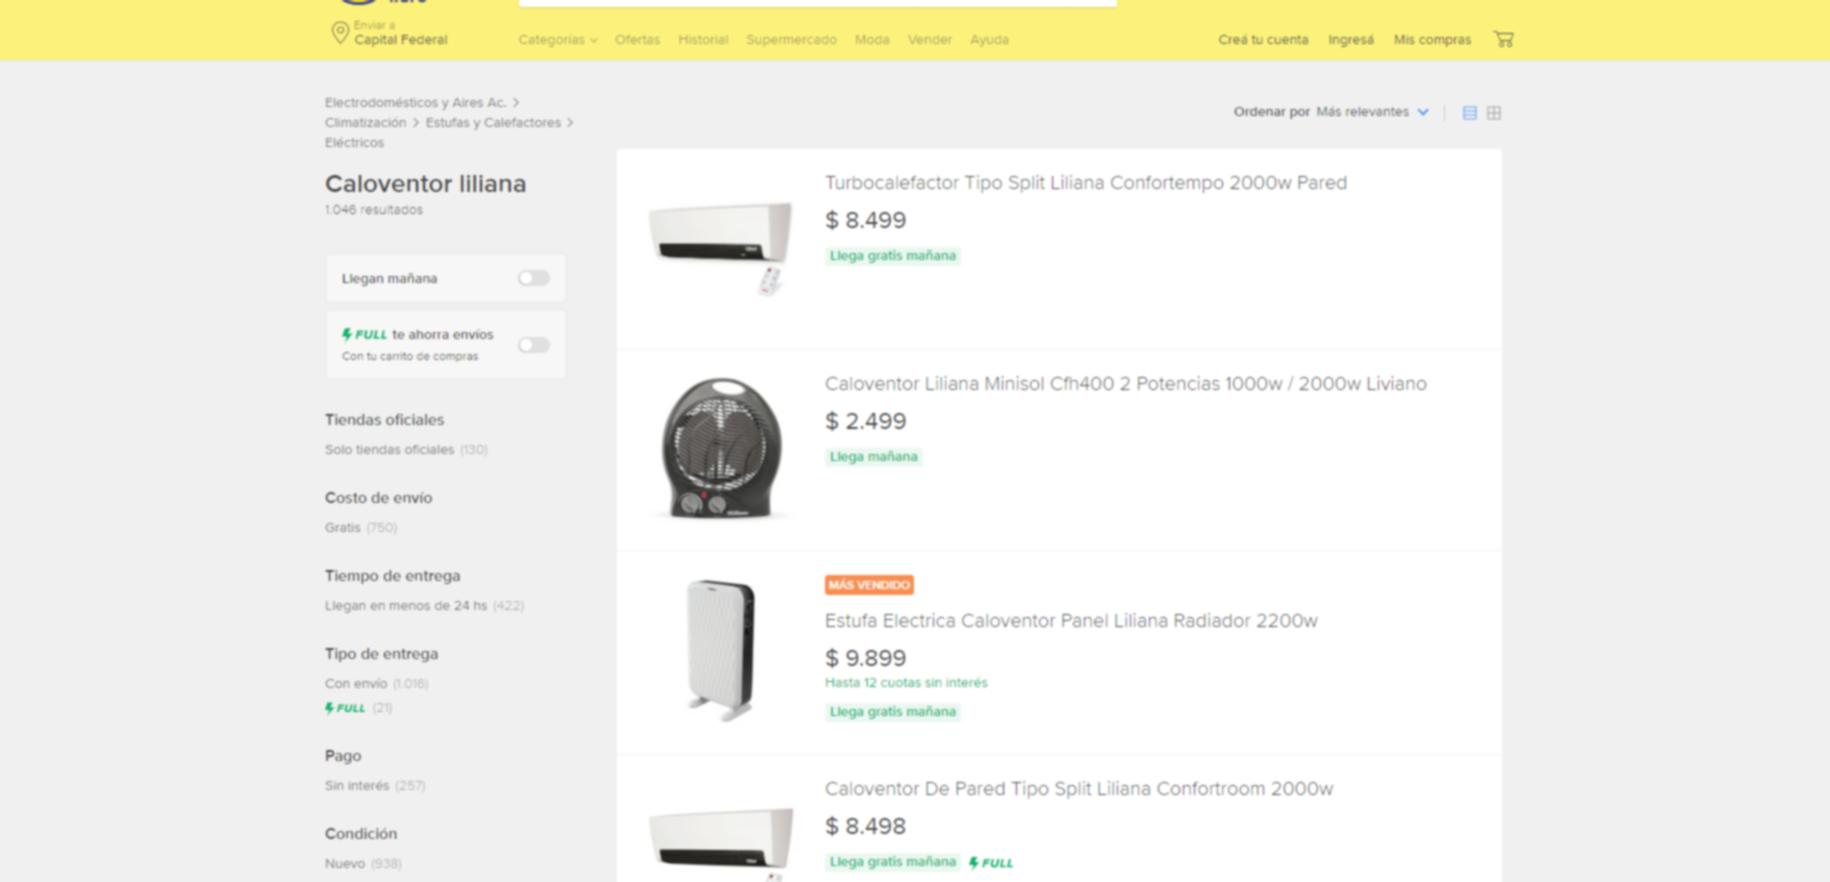 Enviar a
Capital Federal
Categorías Ofertas Historial Supermercado Moda Vender Ayuda
Creá tu cuenta Ingresá Mis compras
Electrodomésticos y Aires Ac. >
Climatización > Estufas y Calefactores >
Eléctricos
Caloventor liliana
1.046 resultados
Llegan mañana
FULL te ahorra envíos
Con tu carrito de compras
Tiendas oficiales
Solo tiendas oficiales (130)
Costo de envío
Gratis (750)
Tiempo de entrega
Llegan en menos de 24 hs (422)
Tipo de entrega
Con envío (1.016)
FULL (21)
Pago
Sin interés (257)
Condición
Nuevo (938)
Ordenar por Más relevantes
Turbocalefactor Tipo Split Liliana Confortempo 2000w Pared
$ 8.499
Llega gratis mañana
Caloventor Liliana Minisol Cfh400 2 Potencias 1000w / 2000w Liviano
$ 2.499
Llega mañana
MÁS VENDIDO
Estufa Electrica Caloventor Panel Liliana Radiador 2200w
$ 9.899
Hasta 12 cuotas sin interés
Llega gratis mañana
Caloventor De Pared Tipo Split Liliana Confortroom 2000w
$ 8.498
Llega gratis mañana FULL